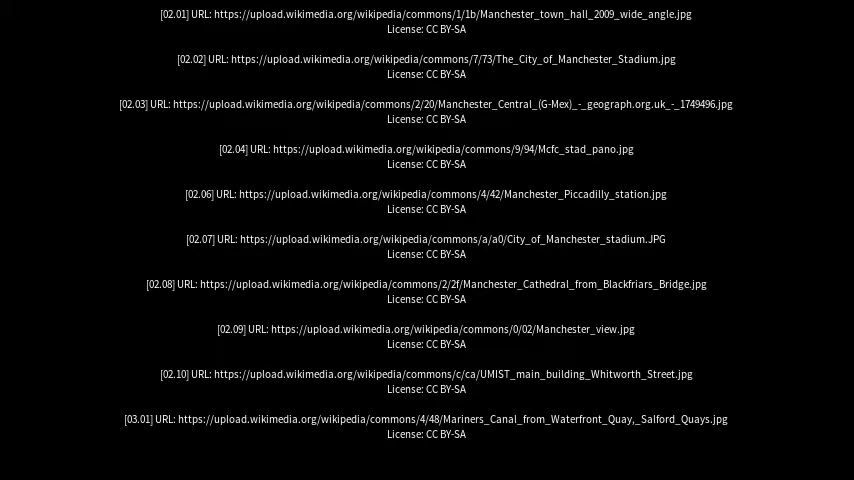 [02.01] URL: https://upload.wikimedia.org/wikipedia/commons/1/1b/Manchester_town_hall_2009_wide_angle.jpg
License: CC BY-SA
[02.02] URL: https://upload.wikimedia.org/wikipedia/commons/7/73/The_City_of_Manchester_Stadium.jpg
License: CC BY-SA
[02.03] URL: https://upload.wikimedia.org/wikipedia/commons/2/20/Manchester_Central_(G-Mex)_-_geograph.org.uk_-_1749496.jpg
License: CC BY-SA
[02.04] URL: https://upload.wikimedia.org/wikipedia/commons/9/94/Mcfc_stad_pano.jpg
License: CC BY-SA
[02.06] URL: https://upload.wikimedia.org/wikipedia/commons/4/42/Manchester_Piccadilly_station.jpg
License: CC BY-SA
[02.07] URL: https://upload.wikimedia.org/wikipedia/commons/a/a0/City_of_Manchester_stadium.JPG
License: CC BY-SA
[02.08] URL: https://upload.wikimedia.org/wikipedia/commons/2/2f/Manchester_Cathedral_from_Blackfriars_Bridge.jpg
License: CC BY-SA
[02.09] URL: https://upload.wikimedia.org/wikipedia/commons/0/02/Manchester_view.jpg
License: CC BY-SA
[02.10] URL: https://upload.wikimedia.org/wikipedia/commons/c/ca/UMIST_main_building_Whitworth_Street.jpg
License: CC BY-SA
[03.01] URL: https://upload.wikimedia.org/wikipedia/commons/4/48/Mariners_Canal_from_Waterfront_Quay,_Salford_Quays.jpg
License: CC BY-SA